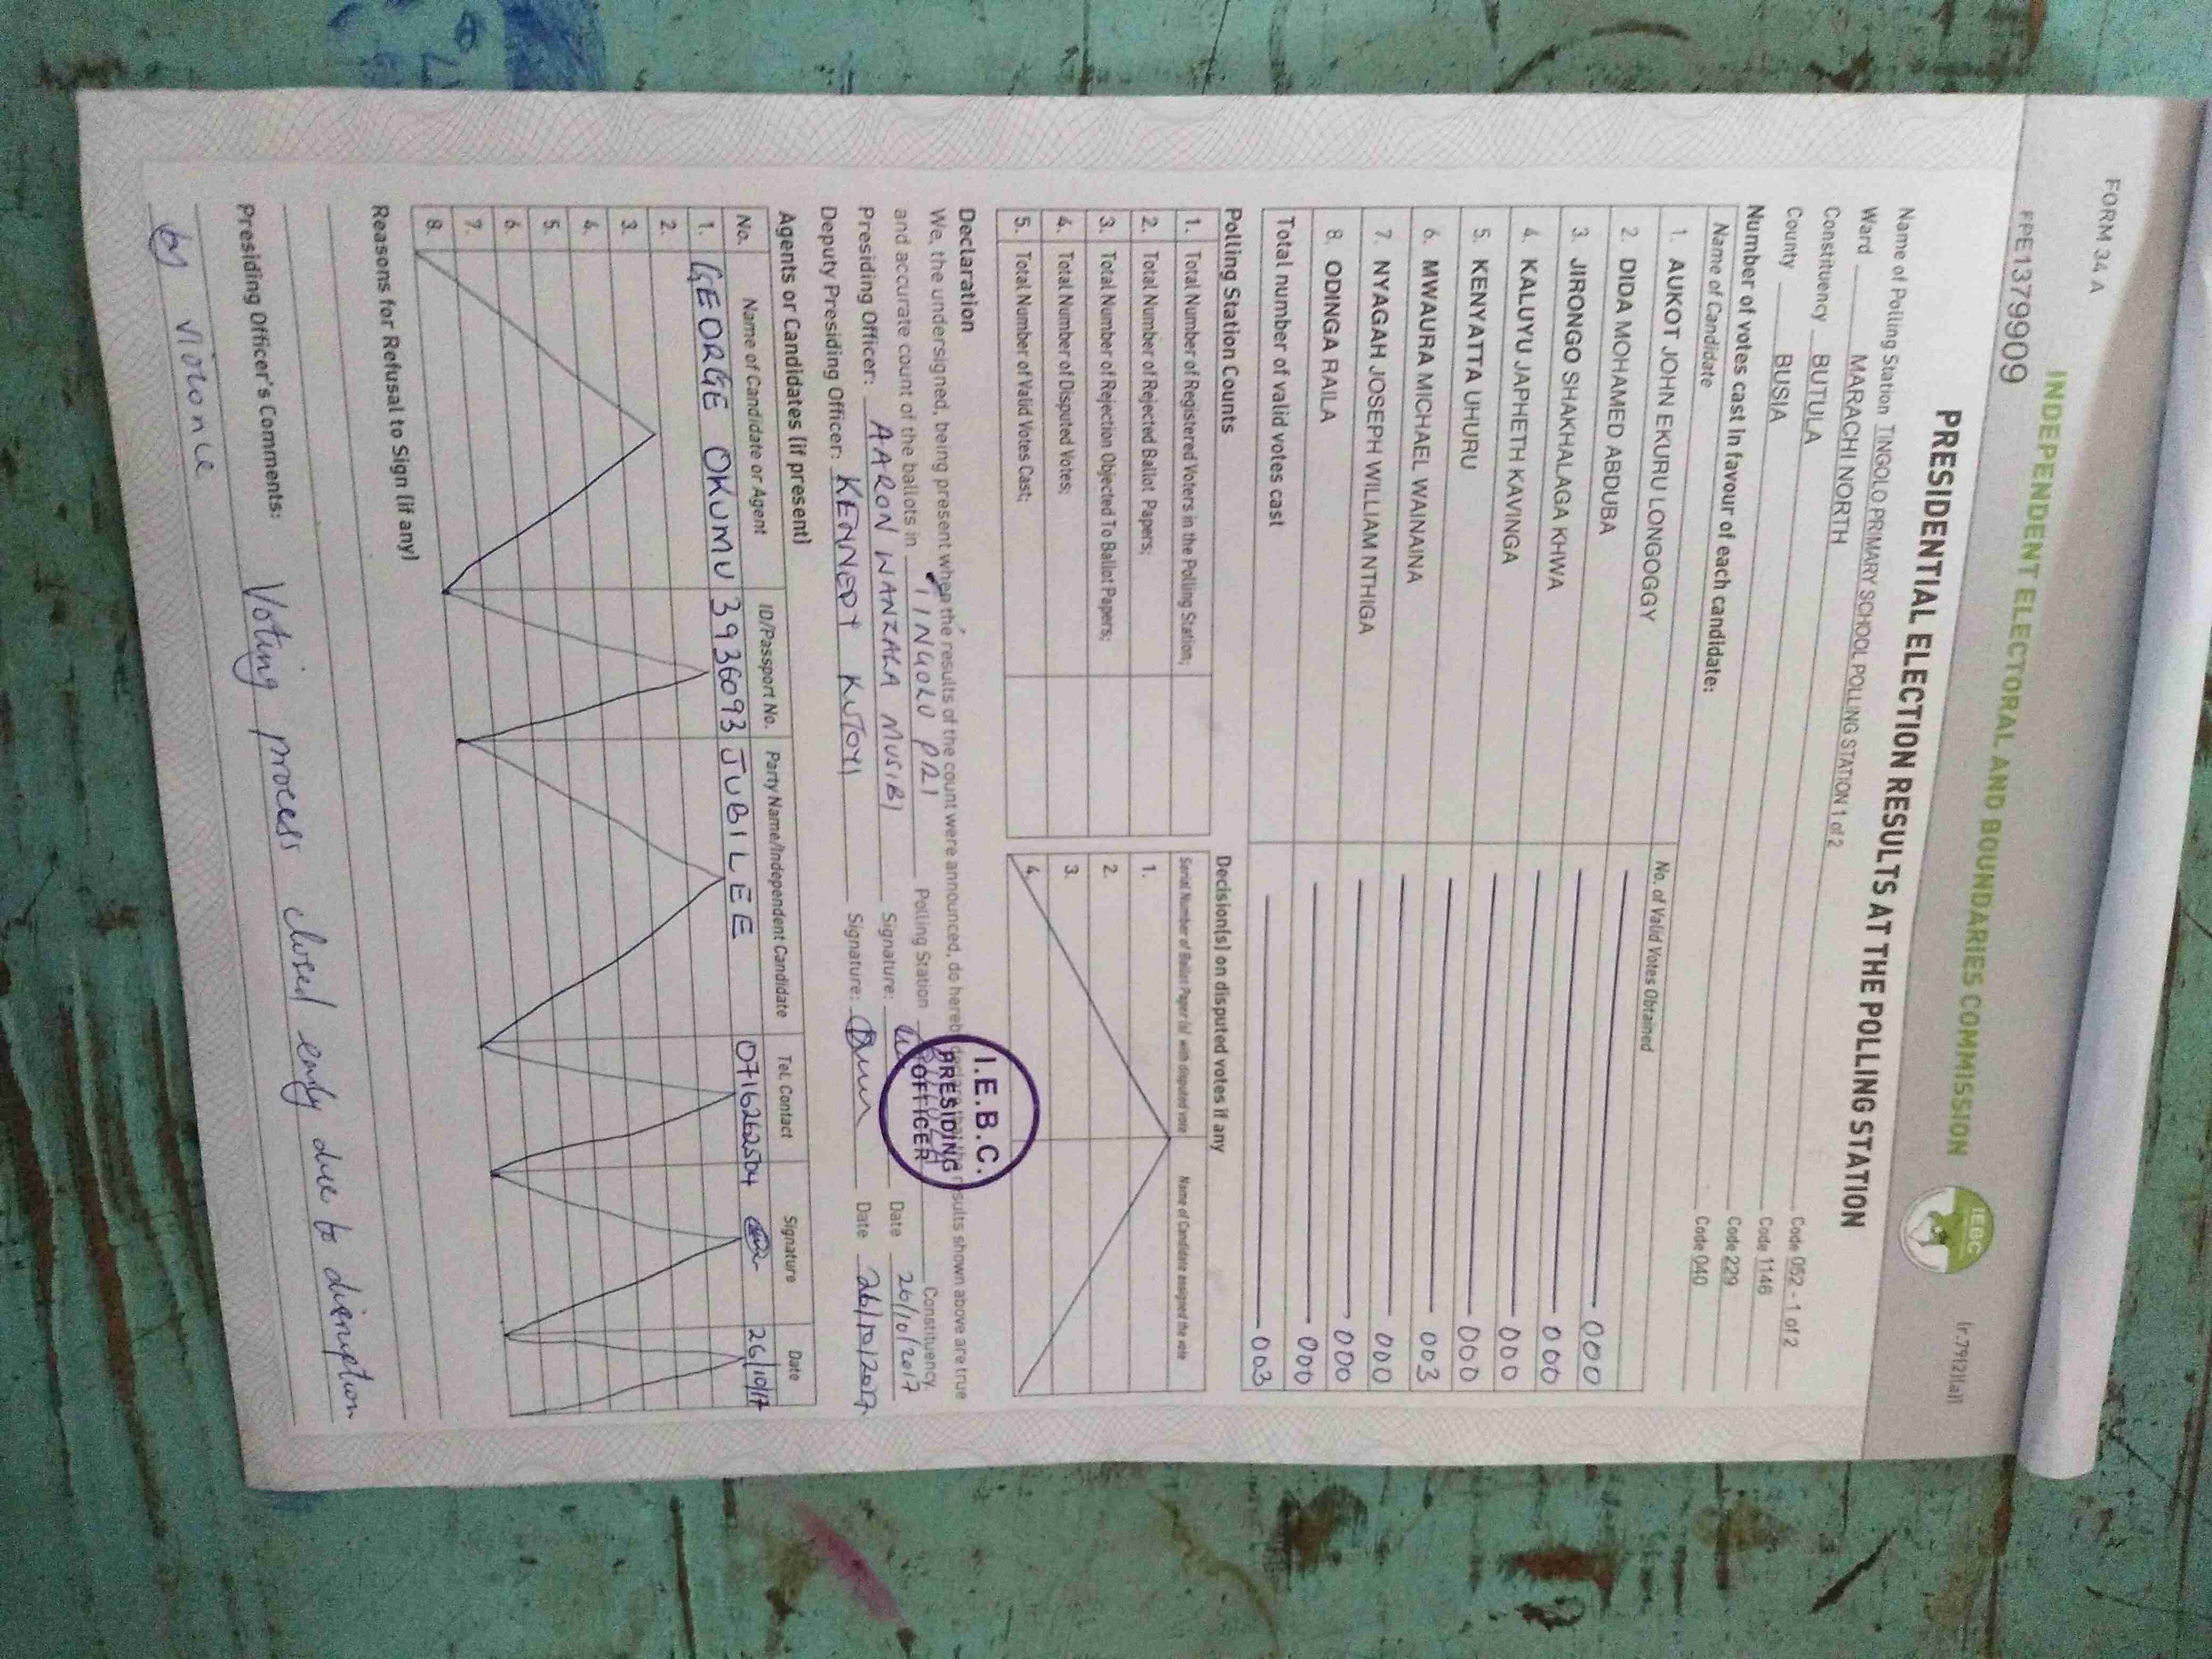 FORM 34 A
FPE13799909
(r.79(2)(a))
INDEPENDENT ELECTORAL AND BOUNDARIES COMMISSION
IEBC
PRESIDENTIAL ELECTION RESULTS AT THE POLLING STATION
Name of Polling Station TINGOLO PRIMARY SCHOOL POLLING STATION 1 of 2 Code 052 - 1 of 2
Ward MARACHI NORTH Code 1146
Constituency BUTULA Code 229
County BUSIA Code 040
Number of votes cast in favour of each candidate:
Name of Candidate No. of Valid Votes Obtained
1. AUKOT JOHN EKURU LONGOGGY 000
2. DIDA MOHAMED ABDUBA 000
3. JIRONGO SHAKHALAGA KHWA 000
4. KALUYU JAPHETH KAVINGA 000
5. KENYATTA UHURU 003
6. MWAURA MICHAEL WAINAINA 000
7. NYAGAH JOSEPH WILLIAM NTHIGA 000
8. ODINGA RAILA 000
Total number of valid votes cast 003
Polling Station Counts
1. Total Number of Registered Voters in the Polling Station;
2. Total Number of Rejected Ballot Papers;
3. Total Number of Rejection Objected To Ballot Papers;
4. Total Number of Disputed Votes;
5. Total Number of Valid Votes Cast;
Decision(s) on disputed votes if any
Serial Number of Ballot Paper (s) with disputed vote Name of Candidate assigned the vote
1.
2.
3.
4.
Declaration
We, the undersigned, being present when the results of the count were announced, do hereby declare that the results shown above are true
and accurate count of the ballots in TINGOLO PRI Polling Station Constituency.
Presiding Officer: AARON WANZALA MUSIBI Signature: Date 26/10/2017
Deputy Presiding Officer: KENNEDY KUTOYI Signature: Date 26/10/2017
I.E.B.C.
PRESIDING
OFFICER
Agents or Candidates (if present)
No. Name of Candidate or Agent ID/Passport No. Party Name/Independent Candidate Tel. Contact Signature Date
1. GEORGE OKUMU 3936093 JUBILEE 0716262504 26/10/17
2.
3.
4.
5.
6.
7.
8.
Reasons for Refusal to Sign (if any)
Presiding Officer's Comments: Voting process closed early due to disruption
by violence